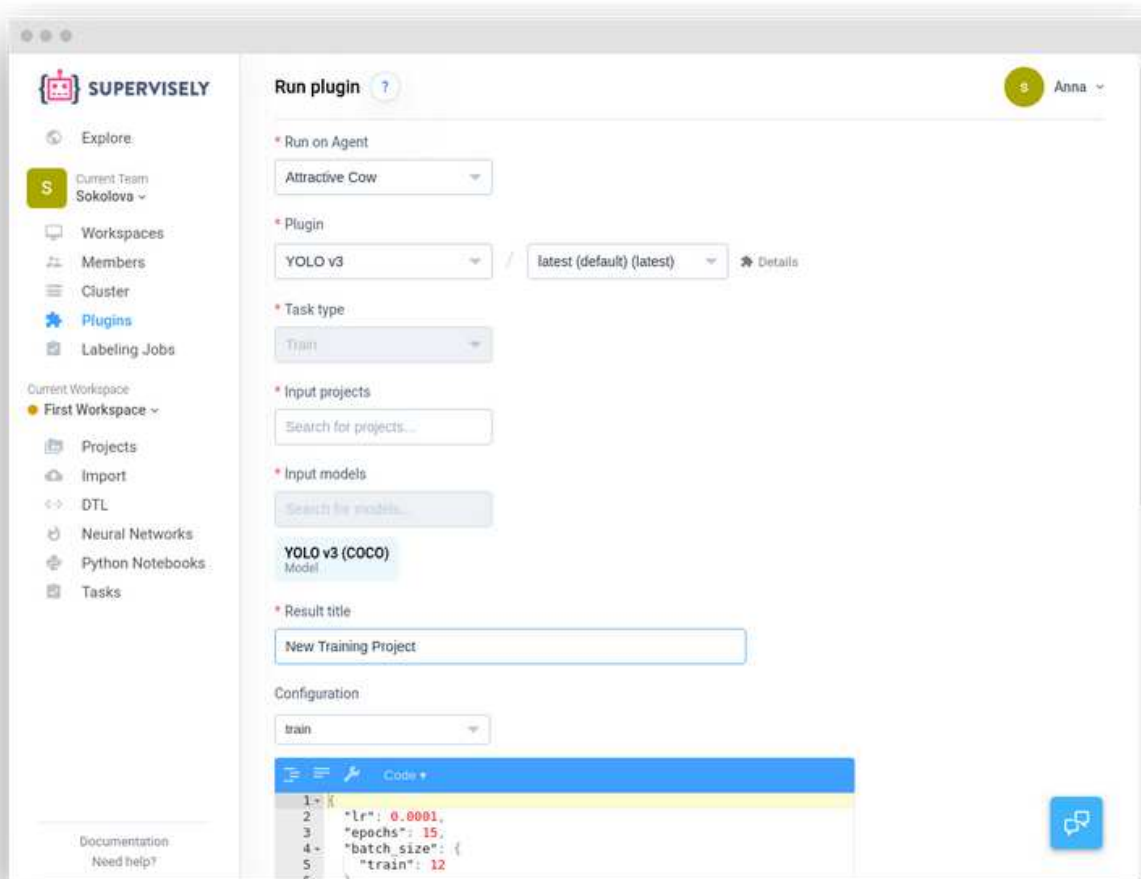 SUPERVISELY
Run plugin ?
S Anna
Explore
S
Current Team
Sokolova
Workspaces
Members
Cluster
Plugins
Labeling Jobs
Current Workspace
First Workspace
Projects
Import
DTL
Neural Networks
Python Notebooks
Tasks
Documentation
Need help?
* Run on Agent
Attractive Cow
* Plugin
YOLO v3 / latest (default) (latest) Details
* Task type
Train
* Input projects
Search for projects...
* Input models
Search for models...
YOLO v3 (COCO)
Model
* Result title
New Training Project
Configuration
train
Code
1 {
2 "lr": 0.0001,
3 "epochs": 15,
4 "batch_size": {
5 "train": 12